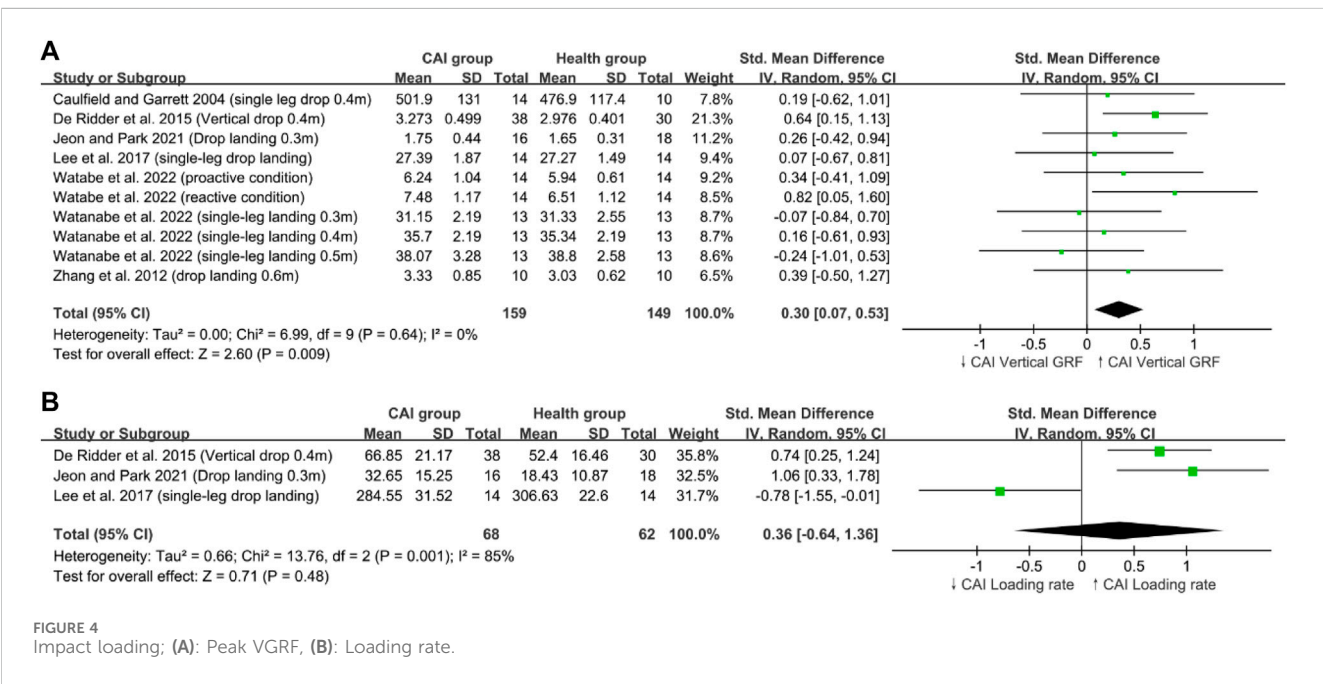 A
CAI group Health group Std. Mean Difference Std. Mean Difference
Study or Subgroup Mean SD Total Mean SD Total Weight IV, Random, 95% CI IV, Random, 95% CI
Caulfield and Garrett 2004 (single leg drop 0.4m) 501.9 131 14 476.9 117.4 10 7.8% 0.19 [-0.62, 1.01]
De Ridder et al. 2015 (Vertical drop 0.4m) 3.273 0.499 38 2.976 0.401 30 21.3% 0.64 [0.15, 1.13]
Jeon and Park 2021 (Drop landing 0.3m) 1.75 0.44 16 1.65 0.31 18 11.2% 0.26 [-0.42, 0.94]
Lee et al. 2017 (single-leg drop landing) 27.39 1.87 14 27.27 1.49 14 9.4% 0.07 [-0.67, 0.81]
Watabe et al. 2022 (proactive condition) 6.24 1.04 14 5.94 0.61 14 9.2% 0.34 [-0.41, 1.09]
Watabe et al. 2022 (reactive condition) 7.48 1.17 14 6.51 1.12 14 8.5% 0.82 [0.05, 1.60]
Watanabe et al. 2022 (single-leg landing 0.3m) 31.15 2.19 13 31.33 2.55 13 8.7% -0.07 [-0.84, 0.70]
Watanabe et al. 2022 (single-leg landing 0.4m) 35.7 2.19 13 35.34 2.19 13 8.7% 0.16 [-0.61, 0.93]
Watanabe et al. 2022 (single-leg landing 0.5m) 38.07 3.28 13 38.8 2.58 13 8.6% -0.24 [-1.01, 0.53]
Zhang et al. 2012 (drop landing 0.6m) 3.33 0.85 10 3.03 0.62 10 6.5% 0.39 [-0.50, 1.27]
Total (95% CI) 159 149 100.0% 0.30 [0.07, 0.53]
Heterogeneity: Tau² = 0.00; Chi² = 6.99, df = 9 (P = 0.64); I² = 0%
Test for overall effect: Z = 2.60 (P = 0.009)
-1 -0.5 0 0.5 1
↓ CAI Vertical GRF ↑ CAI Vertical GRF
B
CAI group Health group Std. Mean Difference Std. Mean Difference
Study or Subgroup Mean SD Total Mean SD Total Weight IV, Random, 95% CI IV, Random, 95% CI
De Ridder et al. 2015 (Vertical drop 0.4m) 66.85 21.17 38 52.4 16.46 30 35.8% 0.74 [0.25, 1.24]
Jeon and Park 2021 (Drop landing 0.3m) 32.65 15.25 16 18.43 10.87 18 32.5% 1.06 [0.33, 1.78]
Lee et al. 2017 (single-leg drop landing) 284.55 31.52 14 306.63 22.6 14 31.7% -0.78 [-1.55, -0.01]
Total (95% CI) 68 62 100.0% 0.36 [-0.64, 1.36]
Heterogeneity: Tau² = 0.66; Chi² = 13.76, df = 2 (P = 0.001); I² = 85%
Test for overall effect: Z = 0.71 (P = 0.48)
-1 -0.5 0 0.5 1
↓ CAI Loading rate ↑ CAI Loading rate
FIGURE 4
Impact loading; (A): Peak VGRF, (B): Loading rate.